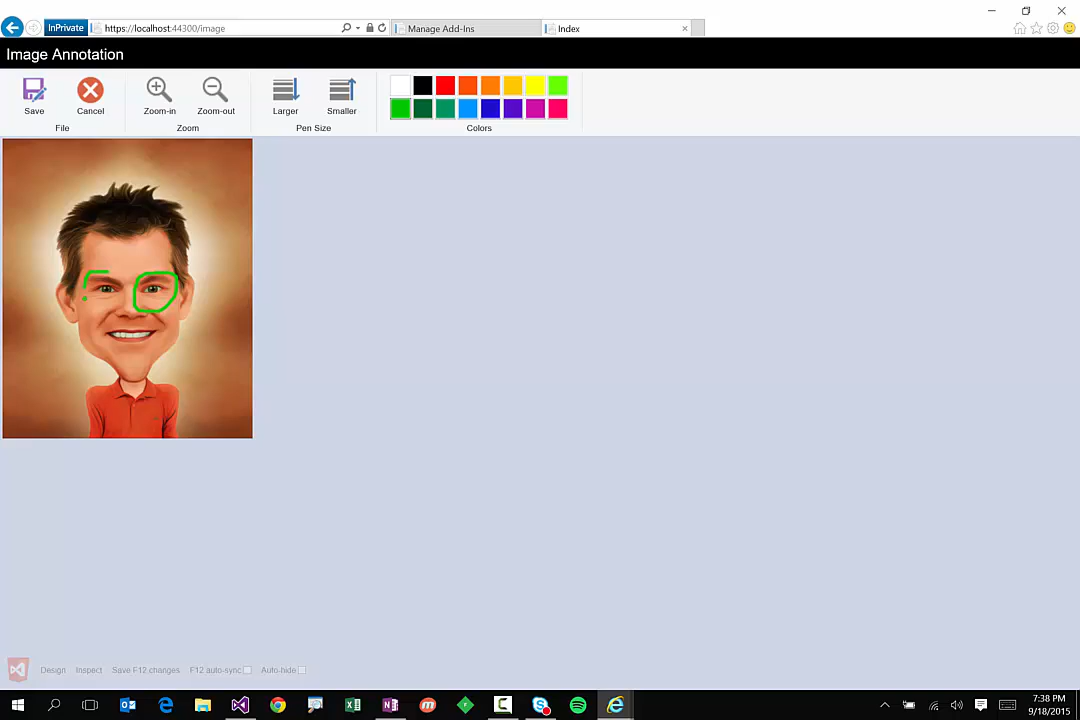 InPrivate https://localhost:44300/image Manage Add-Ins Index
Image Annotation
Save Cancel Zoom-in Zoom-out Larger Smaller
File Zoom Pen Size Colors
Design Inspect Save F12 changes F12 auto-sync Auto-hide
7:38 PM
9/18/2015